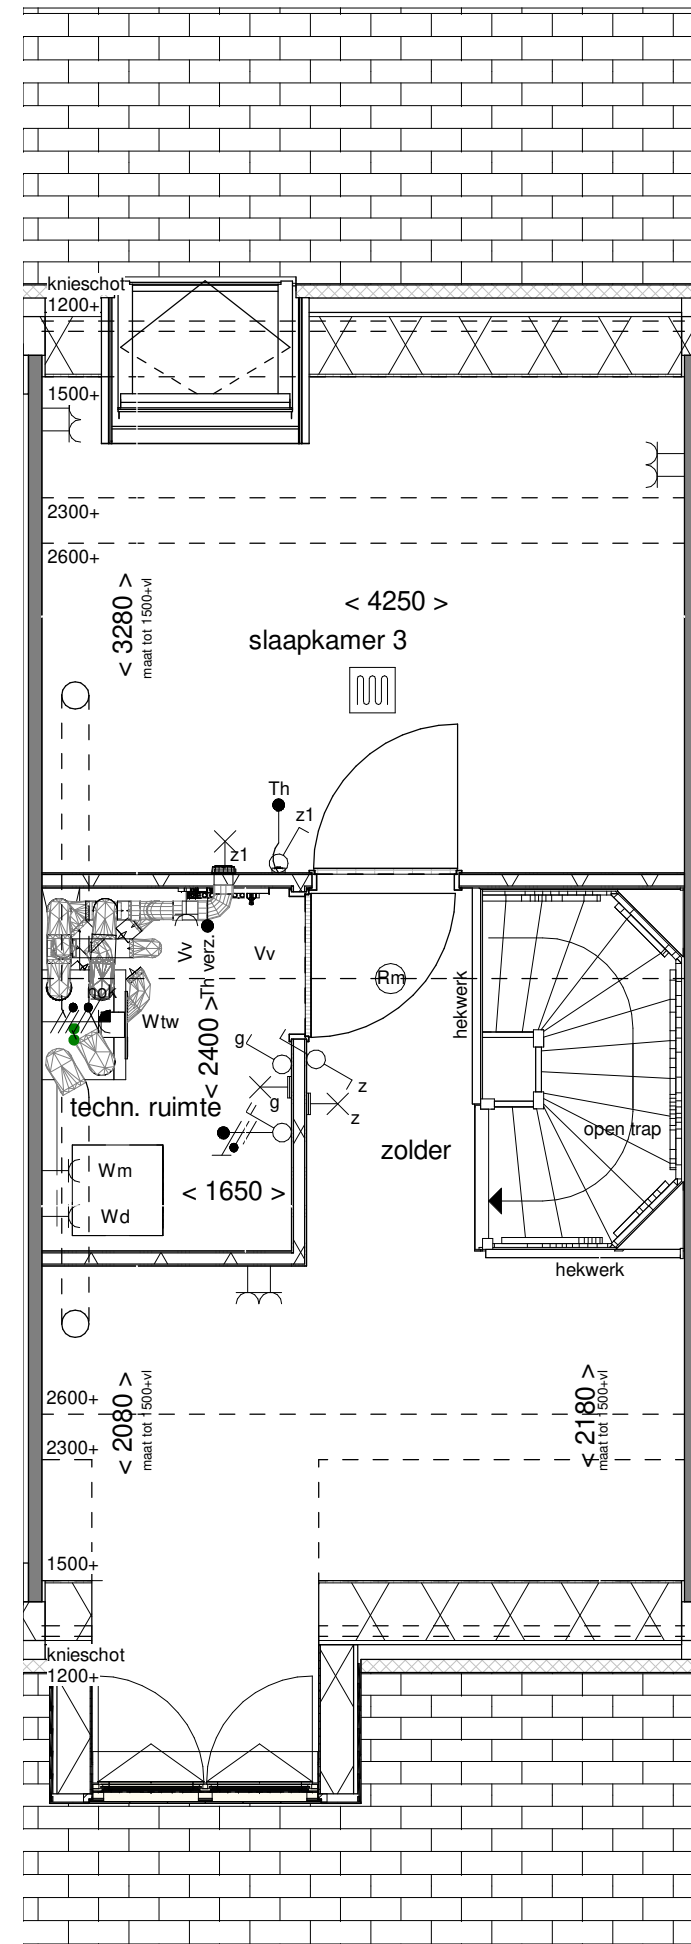 knieschot
1200+
1500+
2300+
2600+
< 3280 >
maat tot 1500+vl
< 4250 >
slaapkamer 3
Th
z1
z1
Vv
Th verz.
Vv
Rm
hekwerk
nok
Wtw
< 2400 >
g
z
g
z
techn. ruimte
open trap
zolder
Wm
< 1650 >
Wd
hekwerk
< 2080 >
maat tot 1500+vl
< 2180 >
maat tot 1500+vl
2600+
2300+
1500+
knieschot
1200+